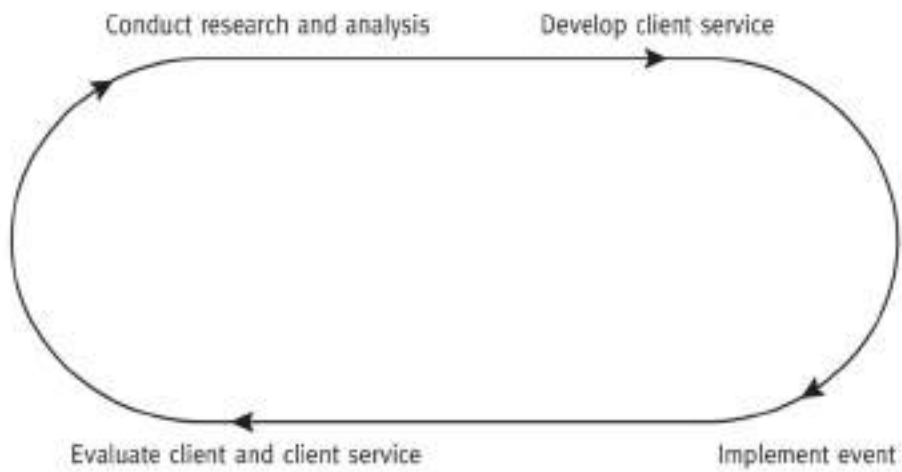 Conduct research and analysis
Develop client service
Evaluate client and client service
Implement event